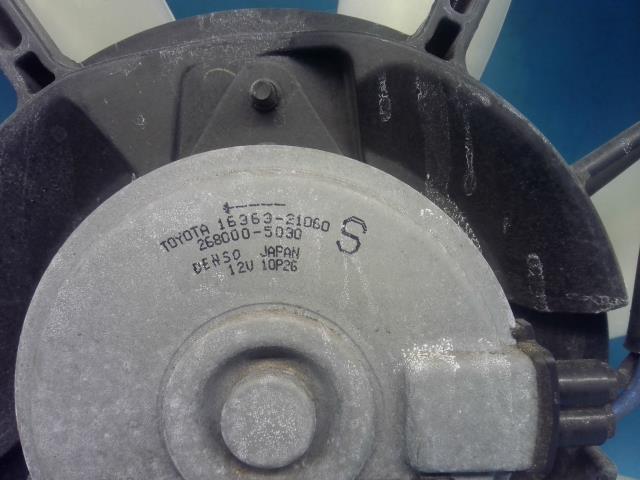 TOYOTA 16363-21060
268000-5030
DENSO JAPAN
12V 10P26
S